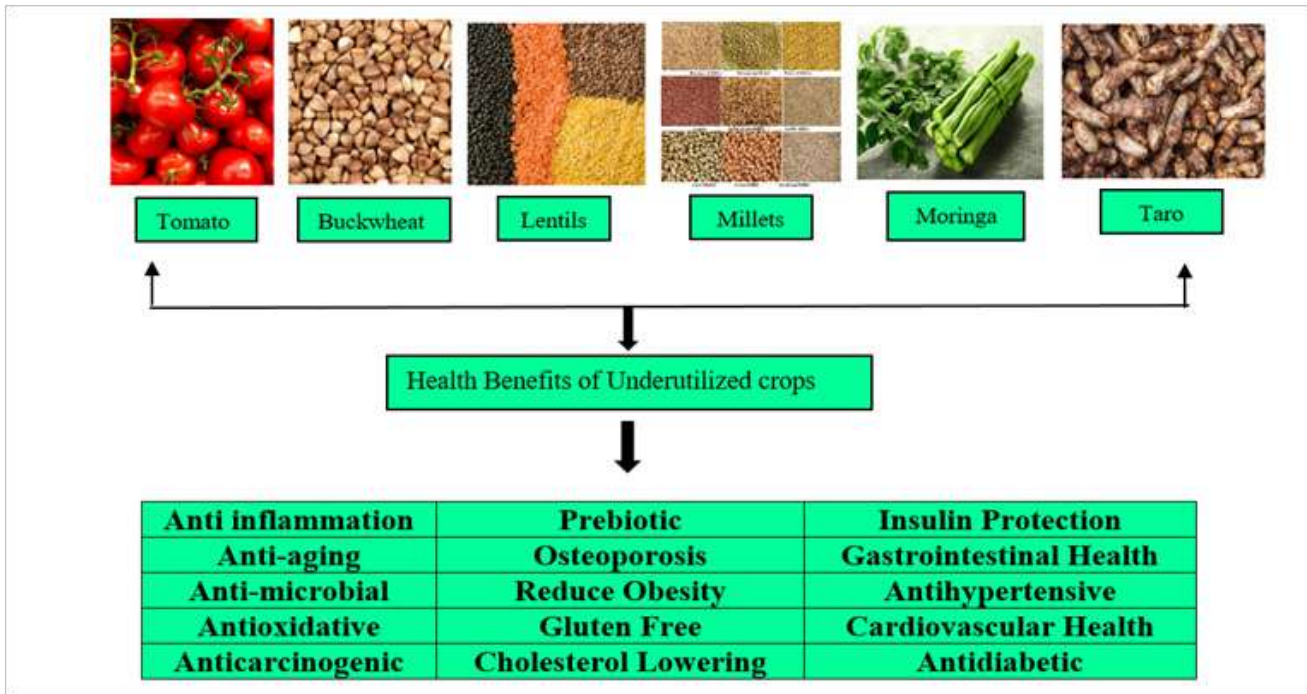 Tomato
Buckwheat
Lentils
Millets
Moringa
Taro
Health Benefits of Underutilized crops
Anti inflammation Prebiotic Insulin Protection
Anti-aging Osteoporosis Gastrointestinal Health
Anti-microbial Reduce Obesity Antihypertensive
Antioxidative Gluten Free Cardiovascular Health
Anticarcinogenic Cholesterol Lowering Antidiabetic